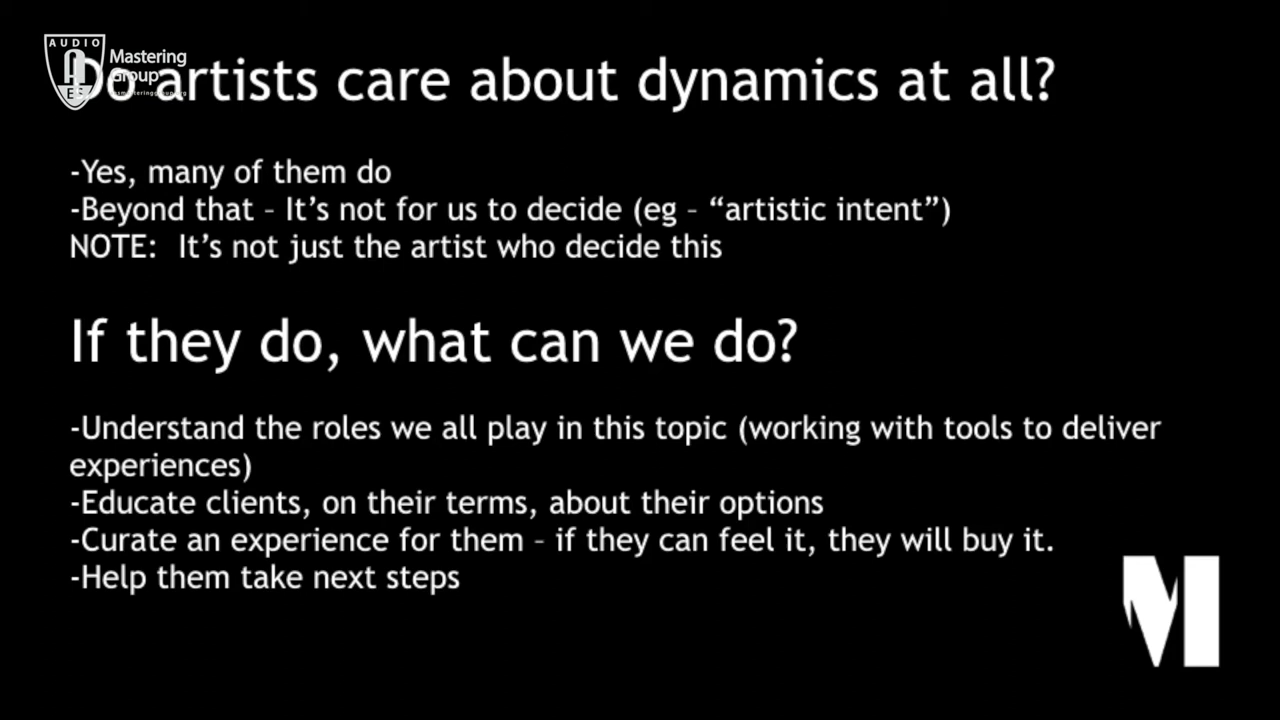 AUDIO
AES
Mastering
Group
Do artists care about dynamics at all?
-Yes, many of them do
-Beyond that – It’s not for us to decide (eg – “artistic intent”)
NOTE:  It’s not just the artist who decide this
If they do, what can we do?
-Understand the roles we all play in this topic (working with tools to deliver
experiences)
-Educate clients, on their terms, about their options
-Curate an experience for them – if they can feel it, they will buy it.
-Help them take next steps
M